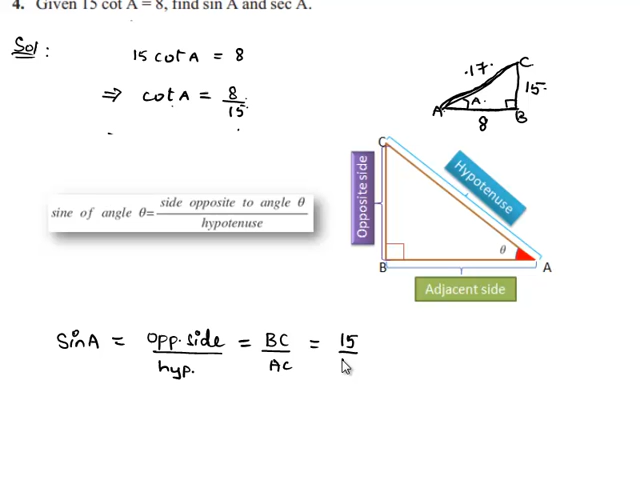 4. Given 15 cot A = 8, find sin A and sec A.
Sol :
15 cot A = 8
⇒ cot A = 8/15
17
C
15
A
A
8
B
sine of angle θ= side opposite to angle θ / hypotenuse
C
Opposite side
Hypotenuse
θ
B
A
Adjacent side
SinA = opp. side / hyp. = BC / AC = 15 /